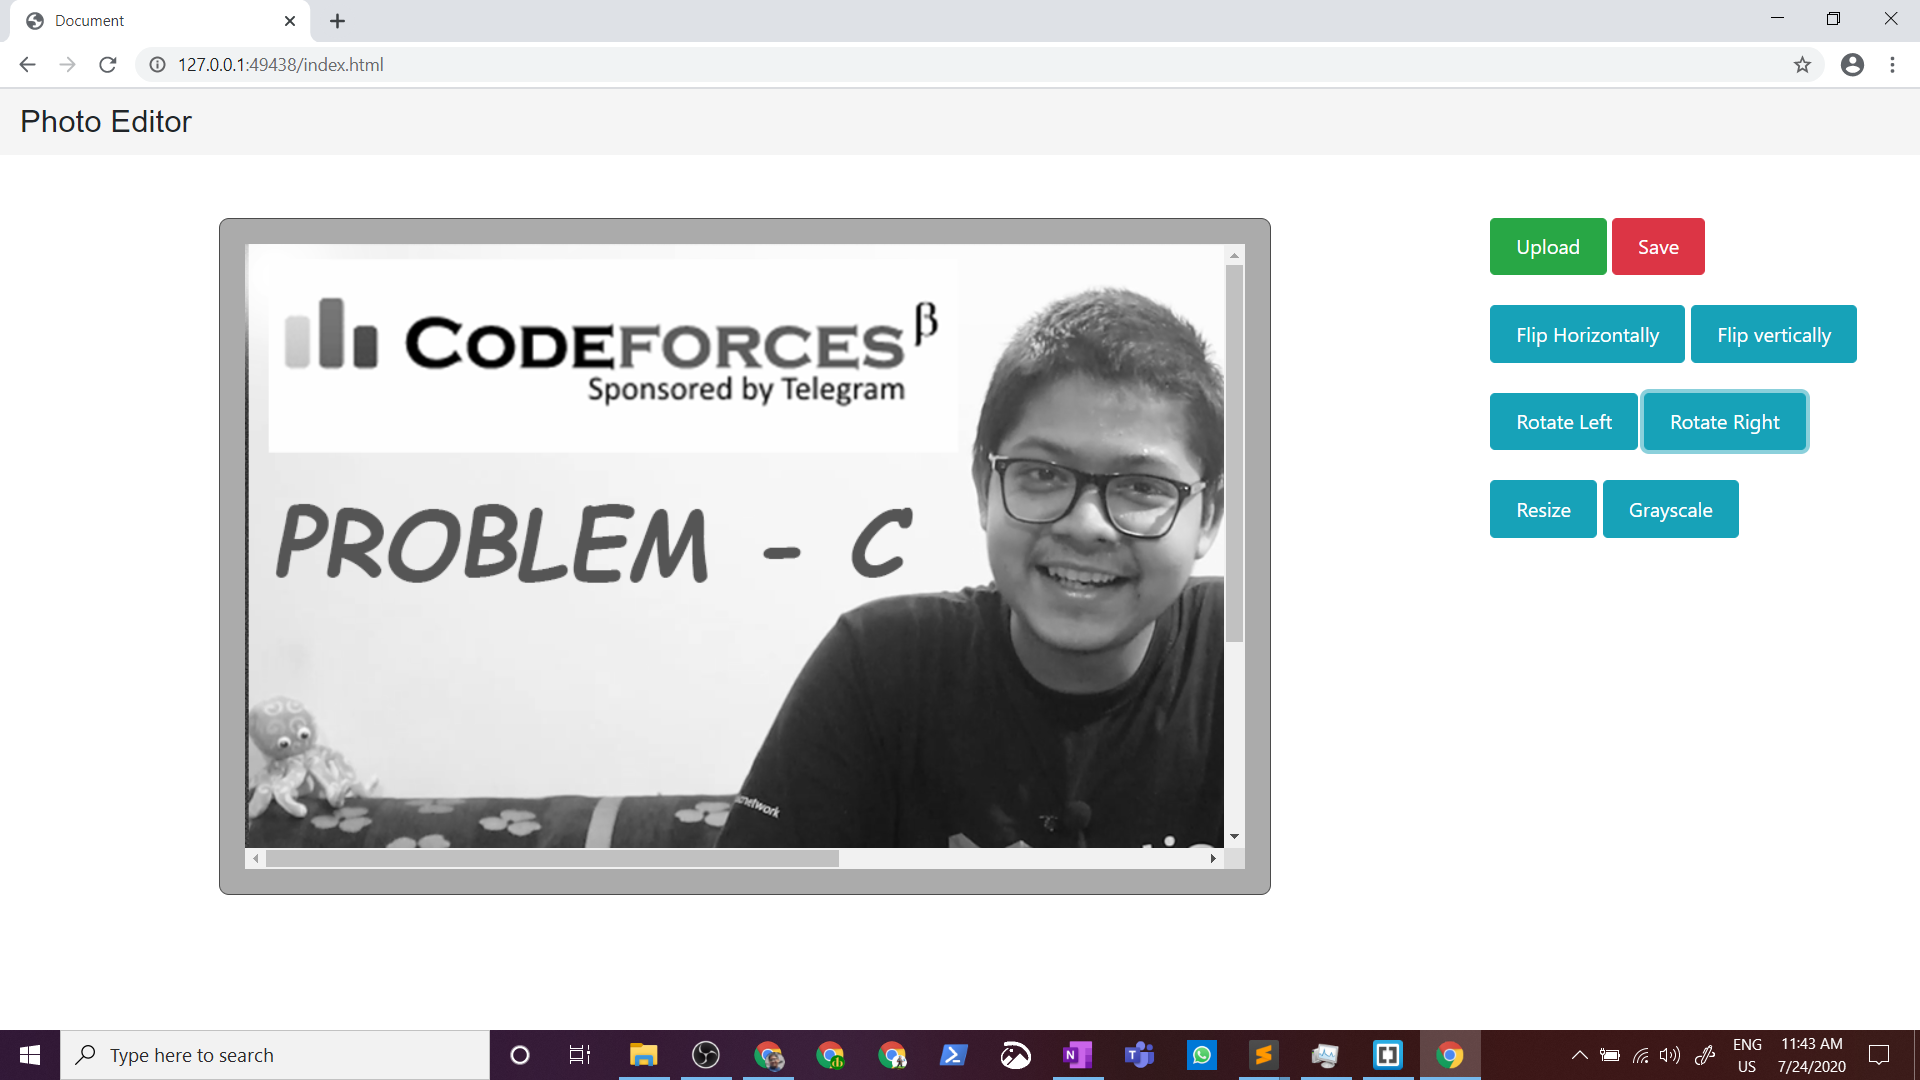 Document
127.0.0.1:49438/index.html
Photo Editor
Upload Save
CODEFORCES β
Sponsored by Telegram
Flip Horizontally Flip vertically
Rotate Left Rotate Right
PROBLEM - C
Resize Grayscale
Type here to search
ENG
US
11:43 AM
7/24/2020